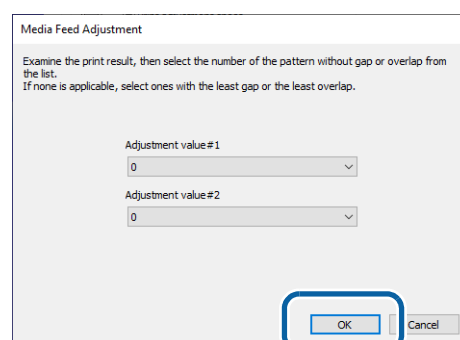 Media Feed Adjustment
Examine the print result, then select the number of the pattern without gap or overlap from
the list.
If none is applicable, select ones with the least gap or the least overlap.
Adjustment value#1
0
Adjustment value#2
0
OK Cancel